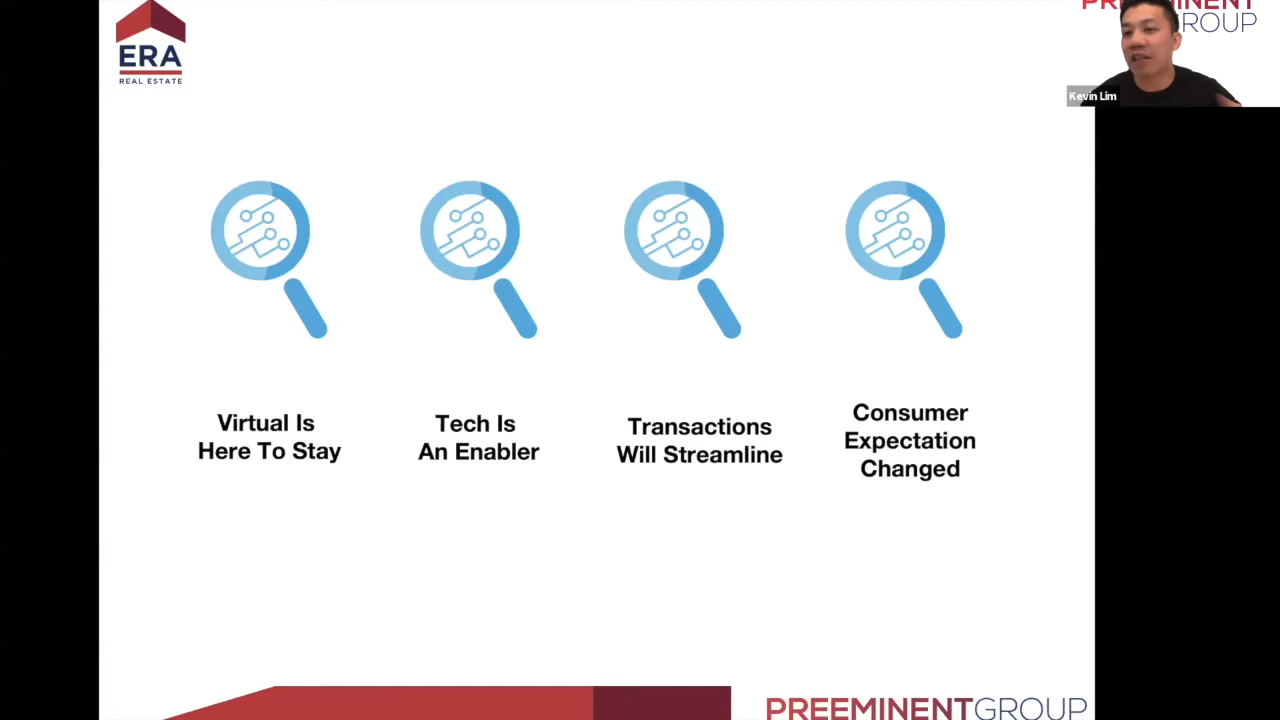 ERA
REAL ESTATE
PREEMINENT
GROUP
Kevin Lim
Virtual Is
Here To Stay
Tech Is
An Enabler
Transactions
Will Streamline
Consumer
Expectation
Changed
PREEMINENTGROUP